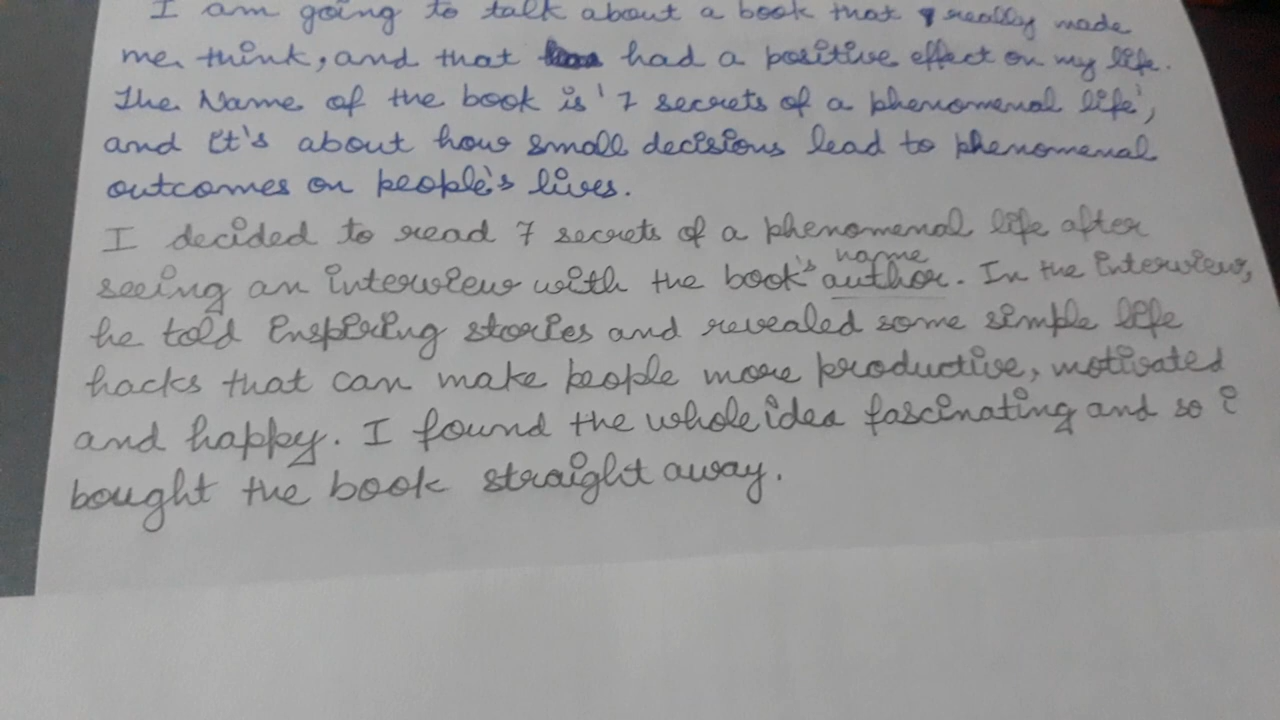 I am going to talk about a book that really made
me think, and that had a positive effect on my life.
The Name of the book is '7 secrets of a phenomenal life',
and it's about how small decisions lead to phenomenal
outcomes on people's lives.
I decided to read 7 secrets of a phenomenal life after
name
seeing an interview with the book's author. In the interview,
he told inspiring stories and revealed some simple life
hacks that can make people more productive, motivated
and happy. I found the whole idea fascinating and so i
bought the book straight away.